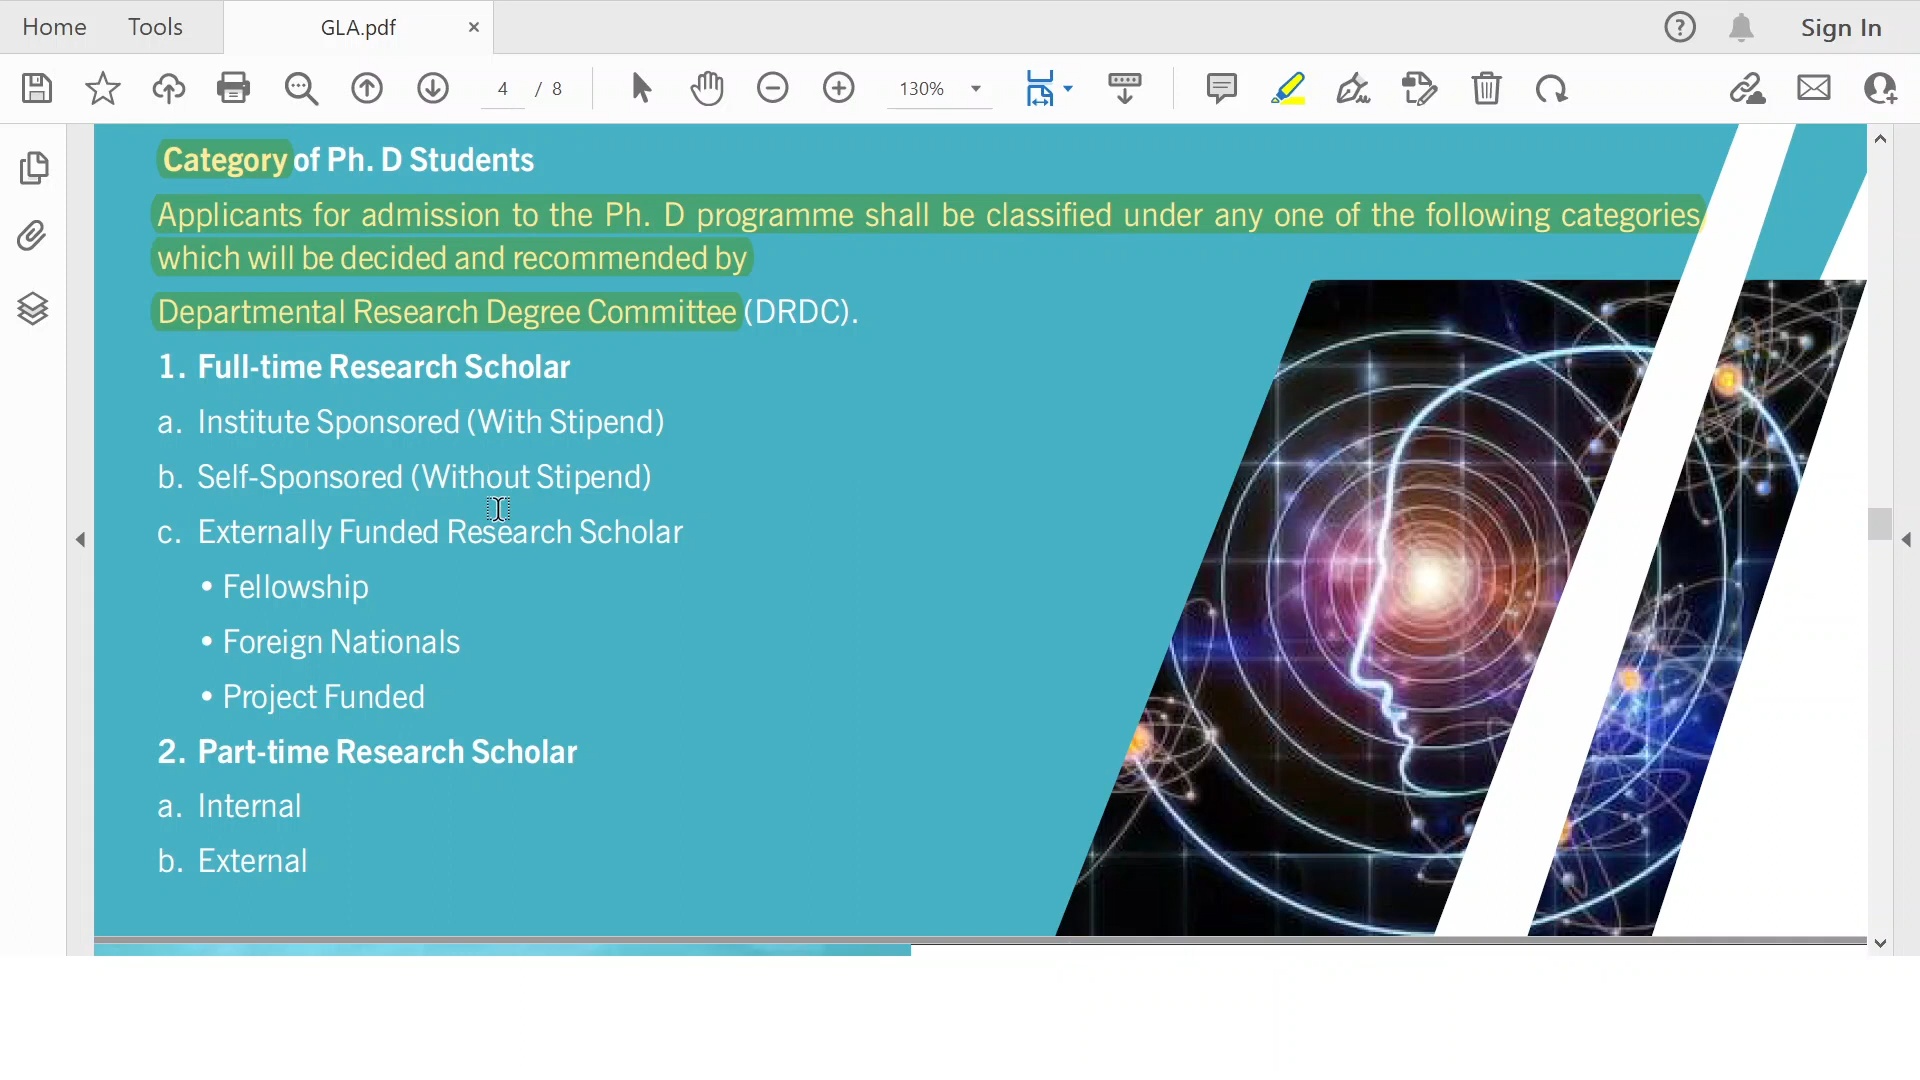 Home Tools GLA.pdf × ? Sign In
4 / 8 130%
Category of Ph. D Students
Applicants for admission to the Ph. D programme shall be classified under any one of the following categories
which will be decided and recommended by
Departmental Research Degree Committee (DRDC).
1. Full-time Research Scholar
a. Institute Sponsored (With Stipend)
b. Self-Sponsored (Without Stipend)
c. Externally Funded Research Scholar
• Fellowship
• Foreign Nationals
• Project Funded
2. Part-time Research Scholar
a. Internal
b. External